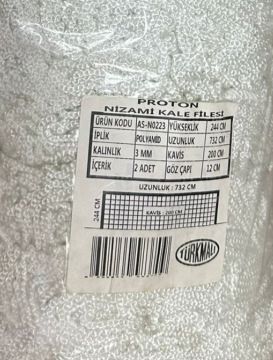 PROTON
NİZAMİ KALE FİLESİ
ÜRÜN KODU AS-N0223 YÜKSEKLİK 244 CM
İPLİK POLYAMİD UZUNLUK 732 CM
KALINLIK 3 MM KAVİS 200 CM
İÇERİK 2 ADET GÖZ ÇAPI 12 CM
UZUNLUK : 732 CM
244 CM
KAVİS : 200 CM
TÜRKMALI